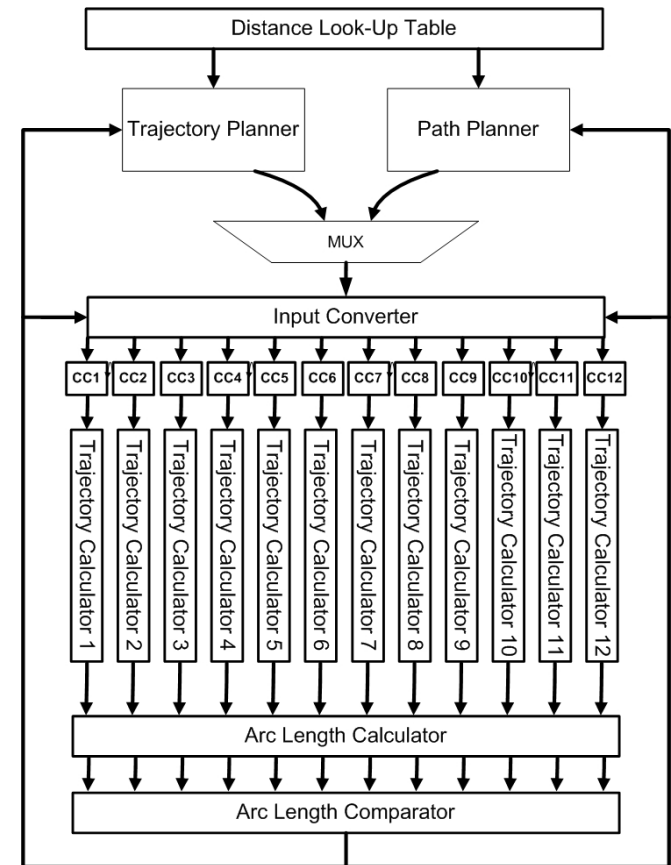 Distance Look-Up Table
Trajectory Planner
Path Planner
MUX
Input Converter
CC1 CC2 CC3 CC4 CC5 CC6 CC7 CC8 CC9 CC10 CC11 CC12
Trajectory Calculator 1
Trajectory Calculator 2
Trajectory Calculator 3
Trajectory Calculator 4
Trajectory Calculator 5
Trajectory Calculator 6
Trajectory Calculator 7
Trajectory Calculator 8
Trajectory Calculator 9
Trajectory Calculator 10
Trajectory Calculator 11
Trajectory Calculator 12
Arc Length Calculator
Arc Length Comparator